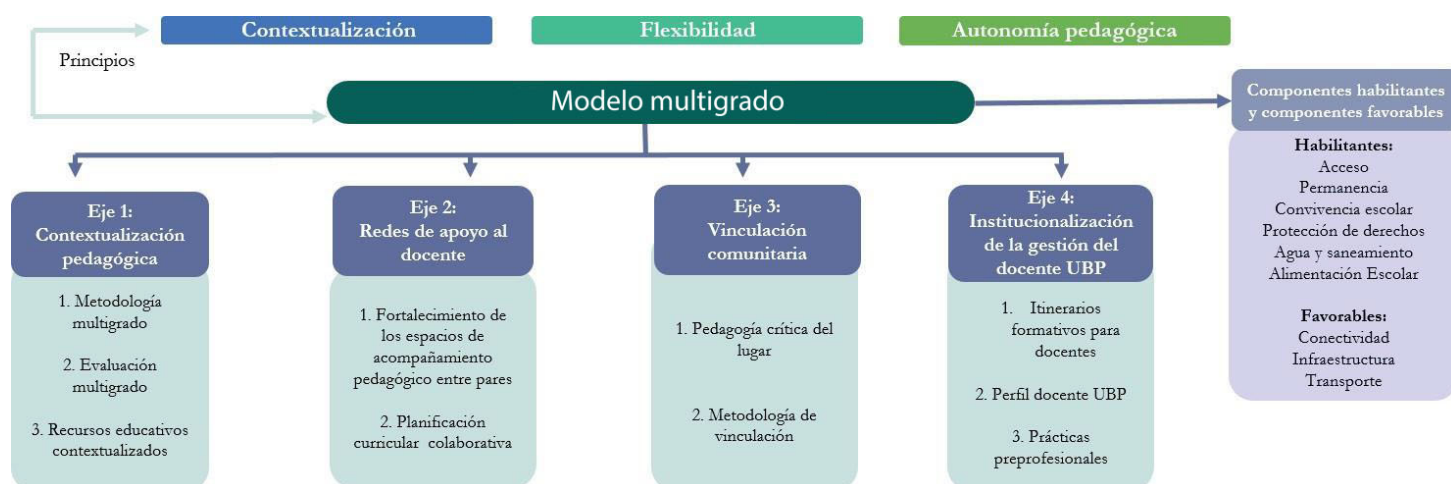 Contextualización
Flexibilidad
Autonomía pedagógica
Principios
Modelo multigrado
Componentes habilitantes
y componentes favorables
Habilitantes:
Acceso
Permanencia
Convivencia escolar
Protección de derechos
Agua y saneamiento
Alimentación Escolar
Favorables:
Conectividad
Infraestructura
Transporte
Eje 1:
Contextualización
pedagógica
1. Metodología
multigrado
2. Evaluación
multigrado
3. Recursos educativos
contextualizados
Eje 2:
Redes de apoyo al
docente
1. Fortalecimiento de
los espacios de
acompañamiento
pedagógico entre pares
2. Planificación
curricular colaborativa
Eje 3:
Vinculación
comunitaria
1. Pedagogía crítica del
lugar
2. Metodología de
vinculación
Eje 4:
Institucionalización
de la gestión del
docente UBP
1. Itinerarios
formativos para
docentes
2. Perfil docente UBP
3. Prácticas
preprofesionales